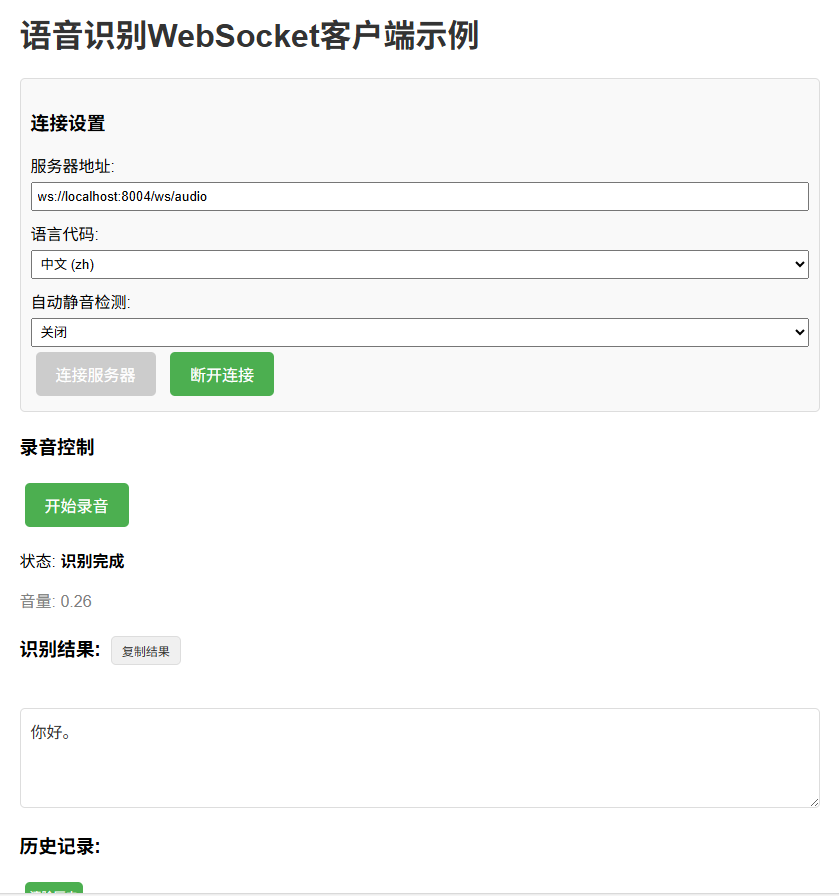 语音识别WebSocket客户端示例
连接设置
服务器地址:
ws://localhost:8004/ws/audio
语言代码:
中文 (zh)
自动静音检测:
关闭
连接服务器 断开连接
录音控制
开始录音
状态: 识别完成
音量: 0.26
识别结果: 复制结果
你好。
历史记录: